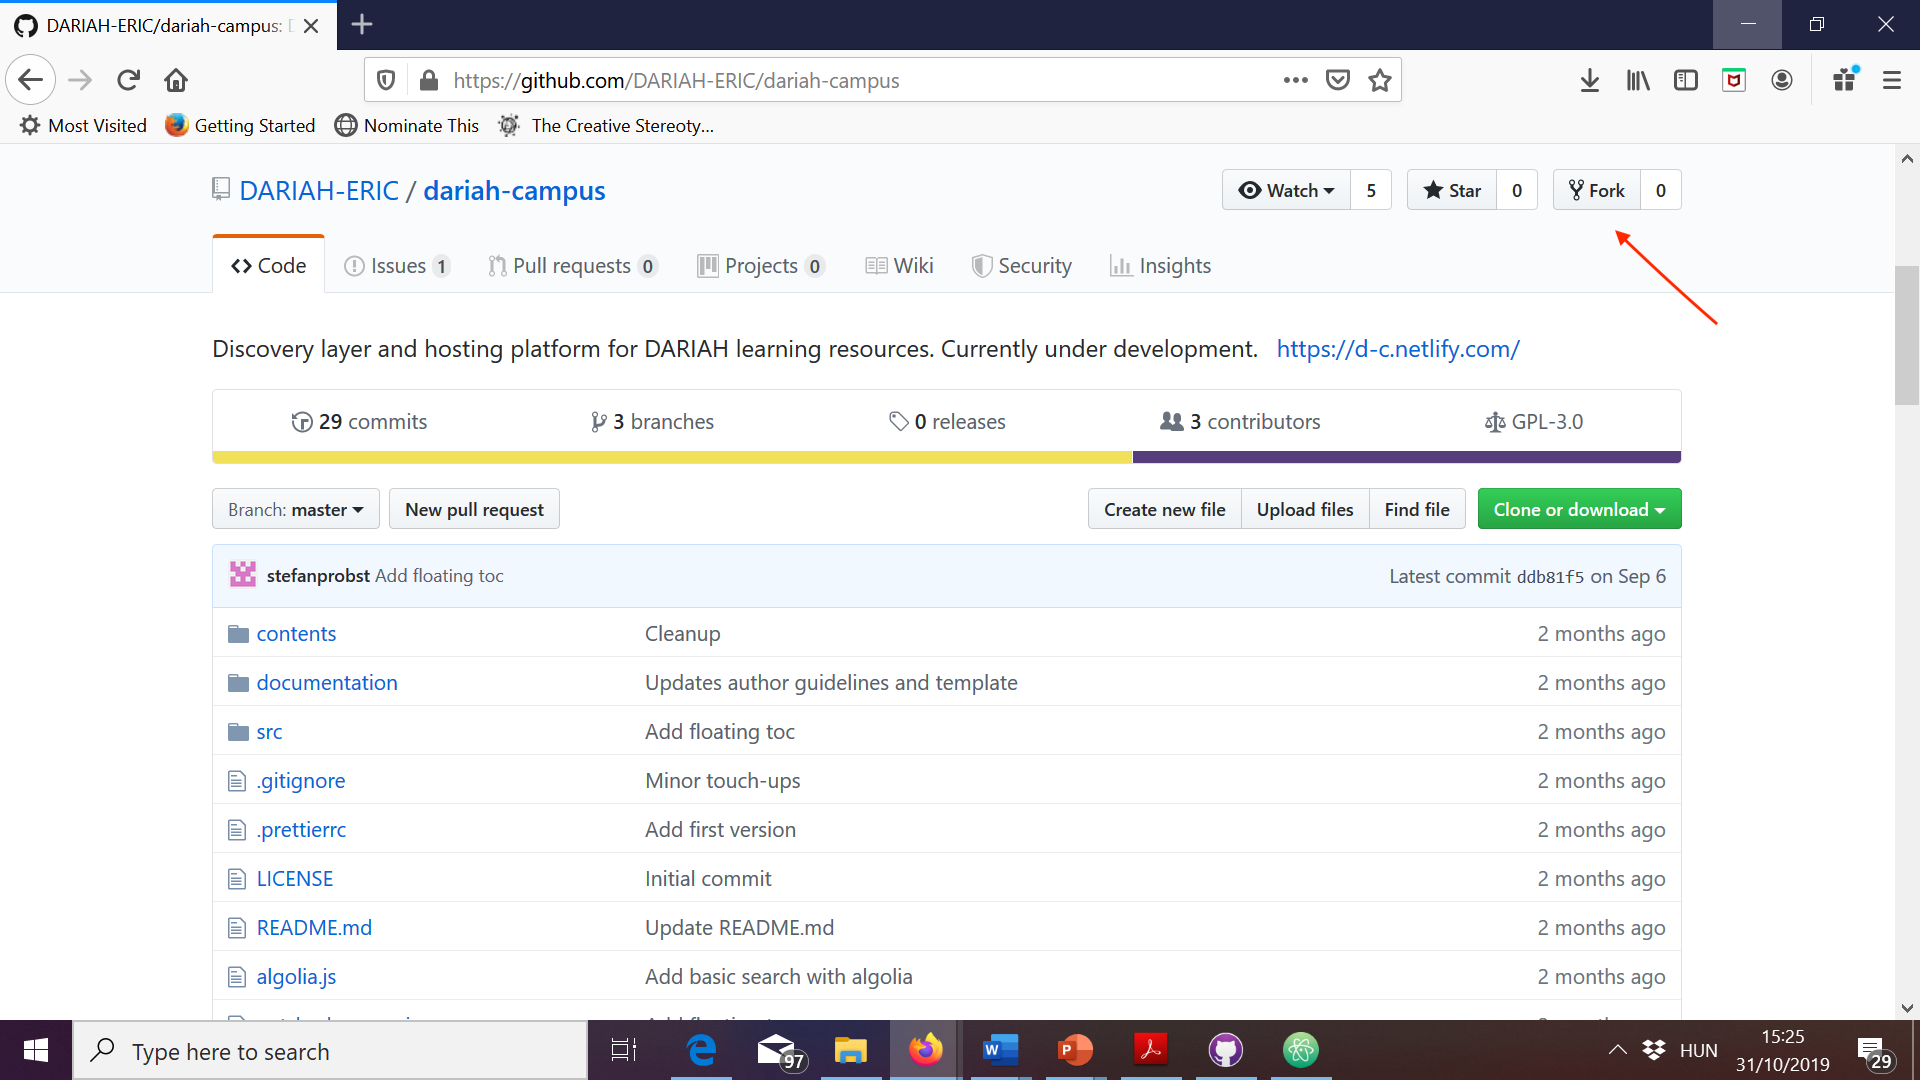 DARIAH-ERIC/dariah-campus:
https://github.com/DARIAH-ERIC/dariah-campus
Most Visited Getting Started Nominate This The Creative Stereoty...
DARIAH-ERIC / dariah-campus
Watch 5 Star 0 Fork 0
Code Issues 1 Pull requests 0 Projects 0 Wiki Security Insights
Discovery layer and hosting platform for DARIAH learning resources. Currently under development. https://d-c.netlify.com/
29 commits 3 branches 0 releases 3 contributors GPL-3.0
Branch: master New pull request Create new file Upload files Find file Clone or download
stefanprobst Add floating toc Latest commit ddb81f5 on Sep 6
contents Cleanup 2 months ago
documentation Updates author guidelines and template 2 months ago
src Add floating toc 2 months ago
.gitignore Minor touch-ups 2 months ago
.prettierrc Add first version 2 months ago
LICENSE Initial commit 2 months ago
README.md Update README.md 2 months ago
algolia.js Add basic search with algolia 2 months ago
Type here to search 97 HUN 15:25
31/10/2019 29